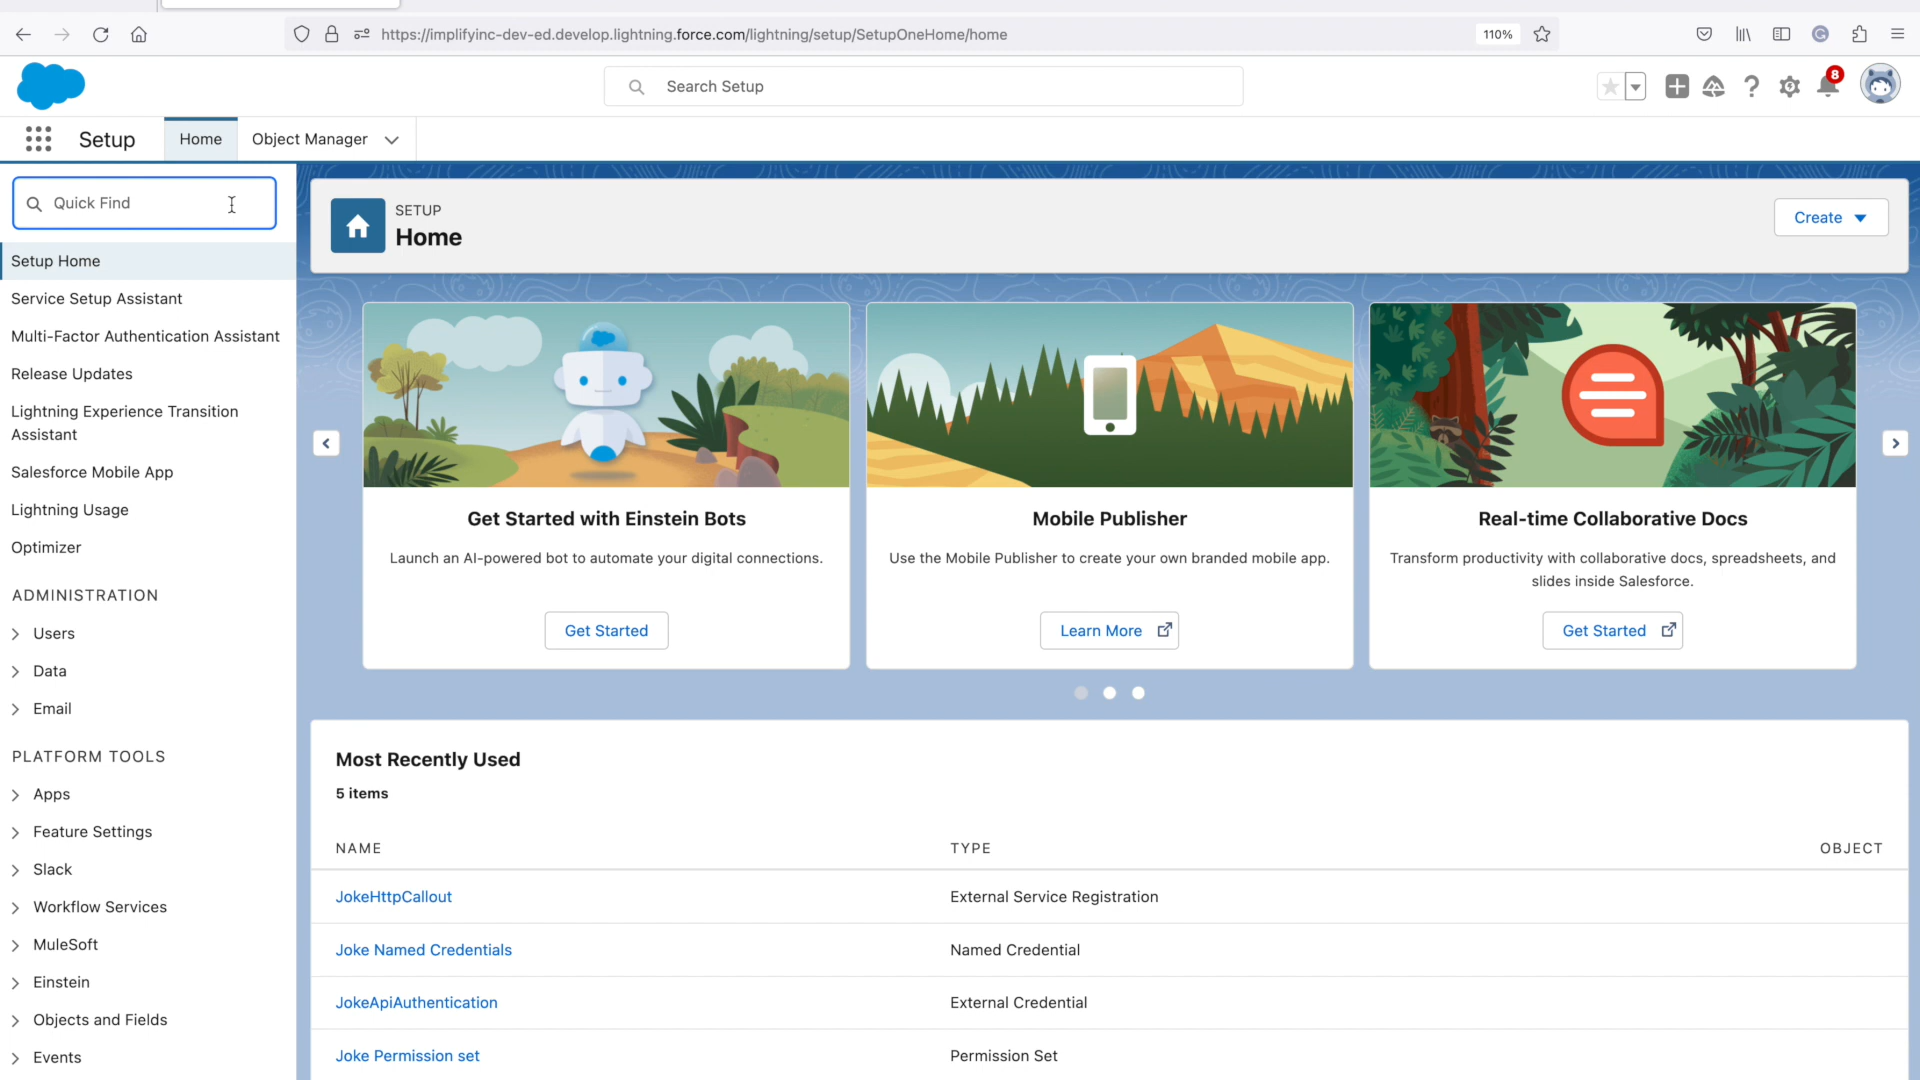 https://implifyinc-dev-ed.develop.lightning.force.com/lightning/setup/SetupOneHome/home
110%
Search Setup
8
Setup
Home
Object Manager
Quick Find
Setup Home
Service Setup Assistant
Multi-Factor Authentication Assistant
Release Updates
Lightning Experience Transition
Assistant
Salesforce Mobile App
Lightning Usage
Optimizer
ADMINISTRATION
Users
Data
Email
PLATFORM TOOLS
Apps
Feature Settings
Slack
Workflow Services
MuleSoft
Einstein
Objects and Fields
Events
SETUP
Home
Create
Get Started with Einstein Bots
Launch an AI-powered bot to automate your digital connections.
Get Started
Mobile Publisher
Use the Mobile Publisher to create your own branded mobile app.
Learn More
Real-time Collaborative Docs
Transform productivity with collaborative docs, spreadsheets, and
slides inside Salesforce.
Get Started
Most Recently Used
5 items
NAME TYPE OBJECT
JokeHttpCallout External Service Registration
Joke Named Credentials Named Credential
JokeApiAuthentication External Credential
Joke Permission set Permission Set